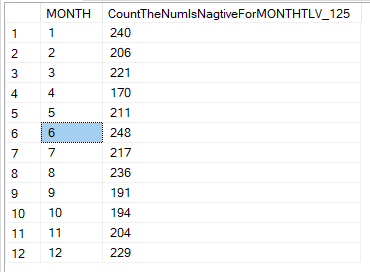 MONTH CountTheNumIsNagtiveForMONTHTLV_125
1 1 240
2 2 206
3 3 221
4 4 170
5 5 211
6 6 248
7 7 217
8 8 236
9 9 191
10 10 194
11 11 204
12 12 229